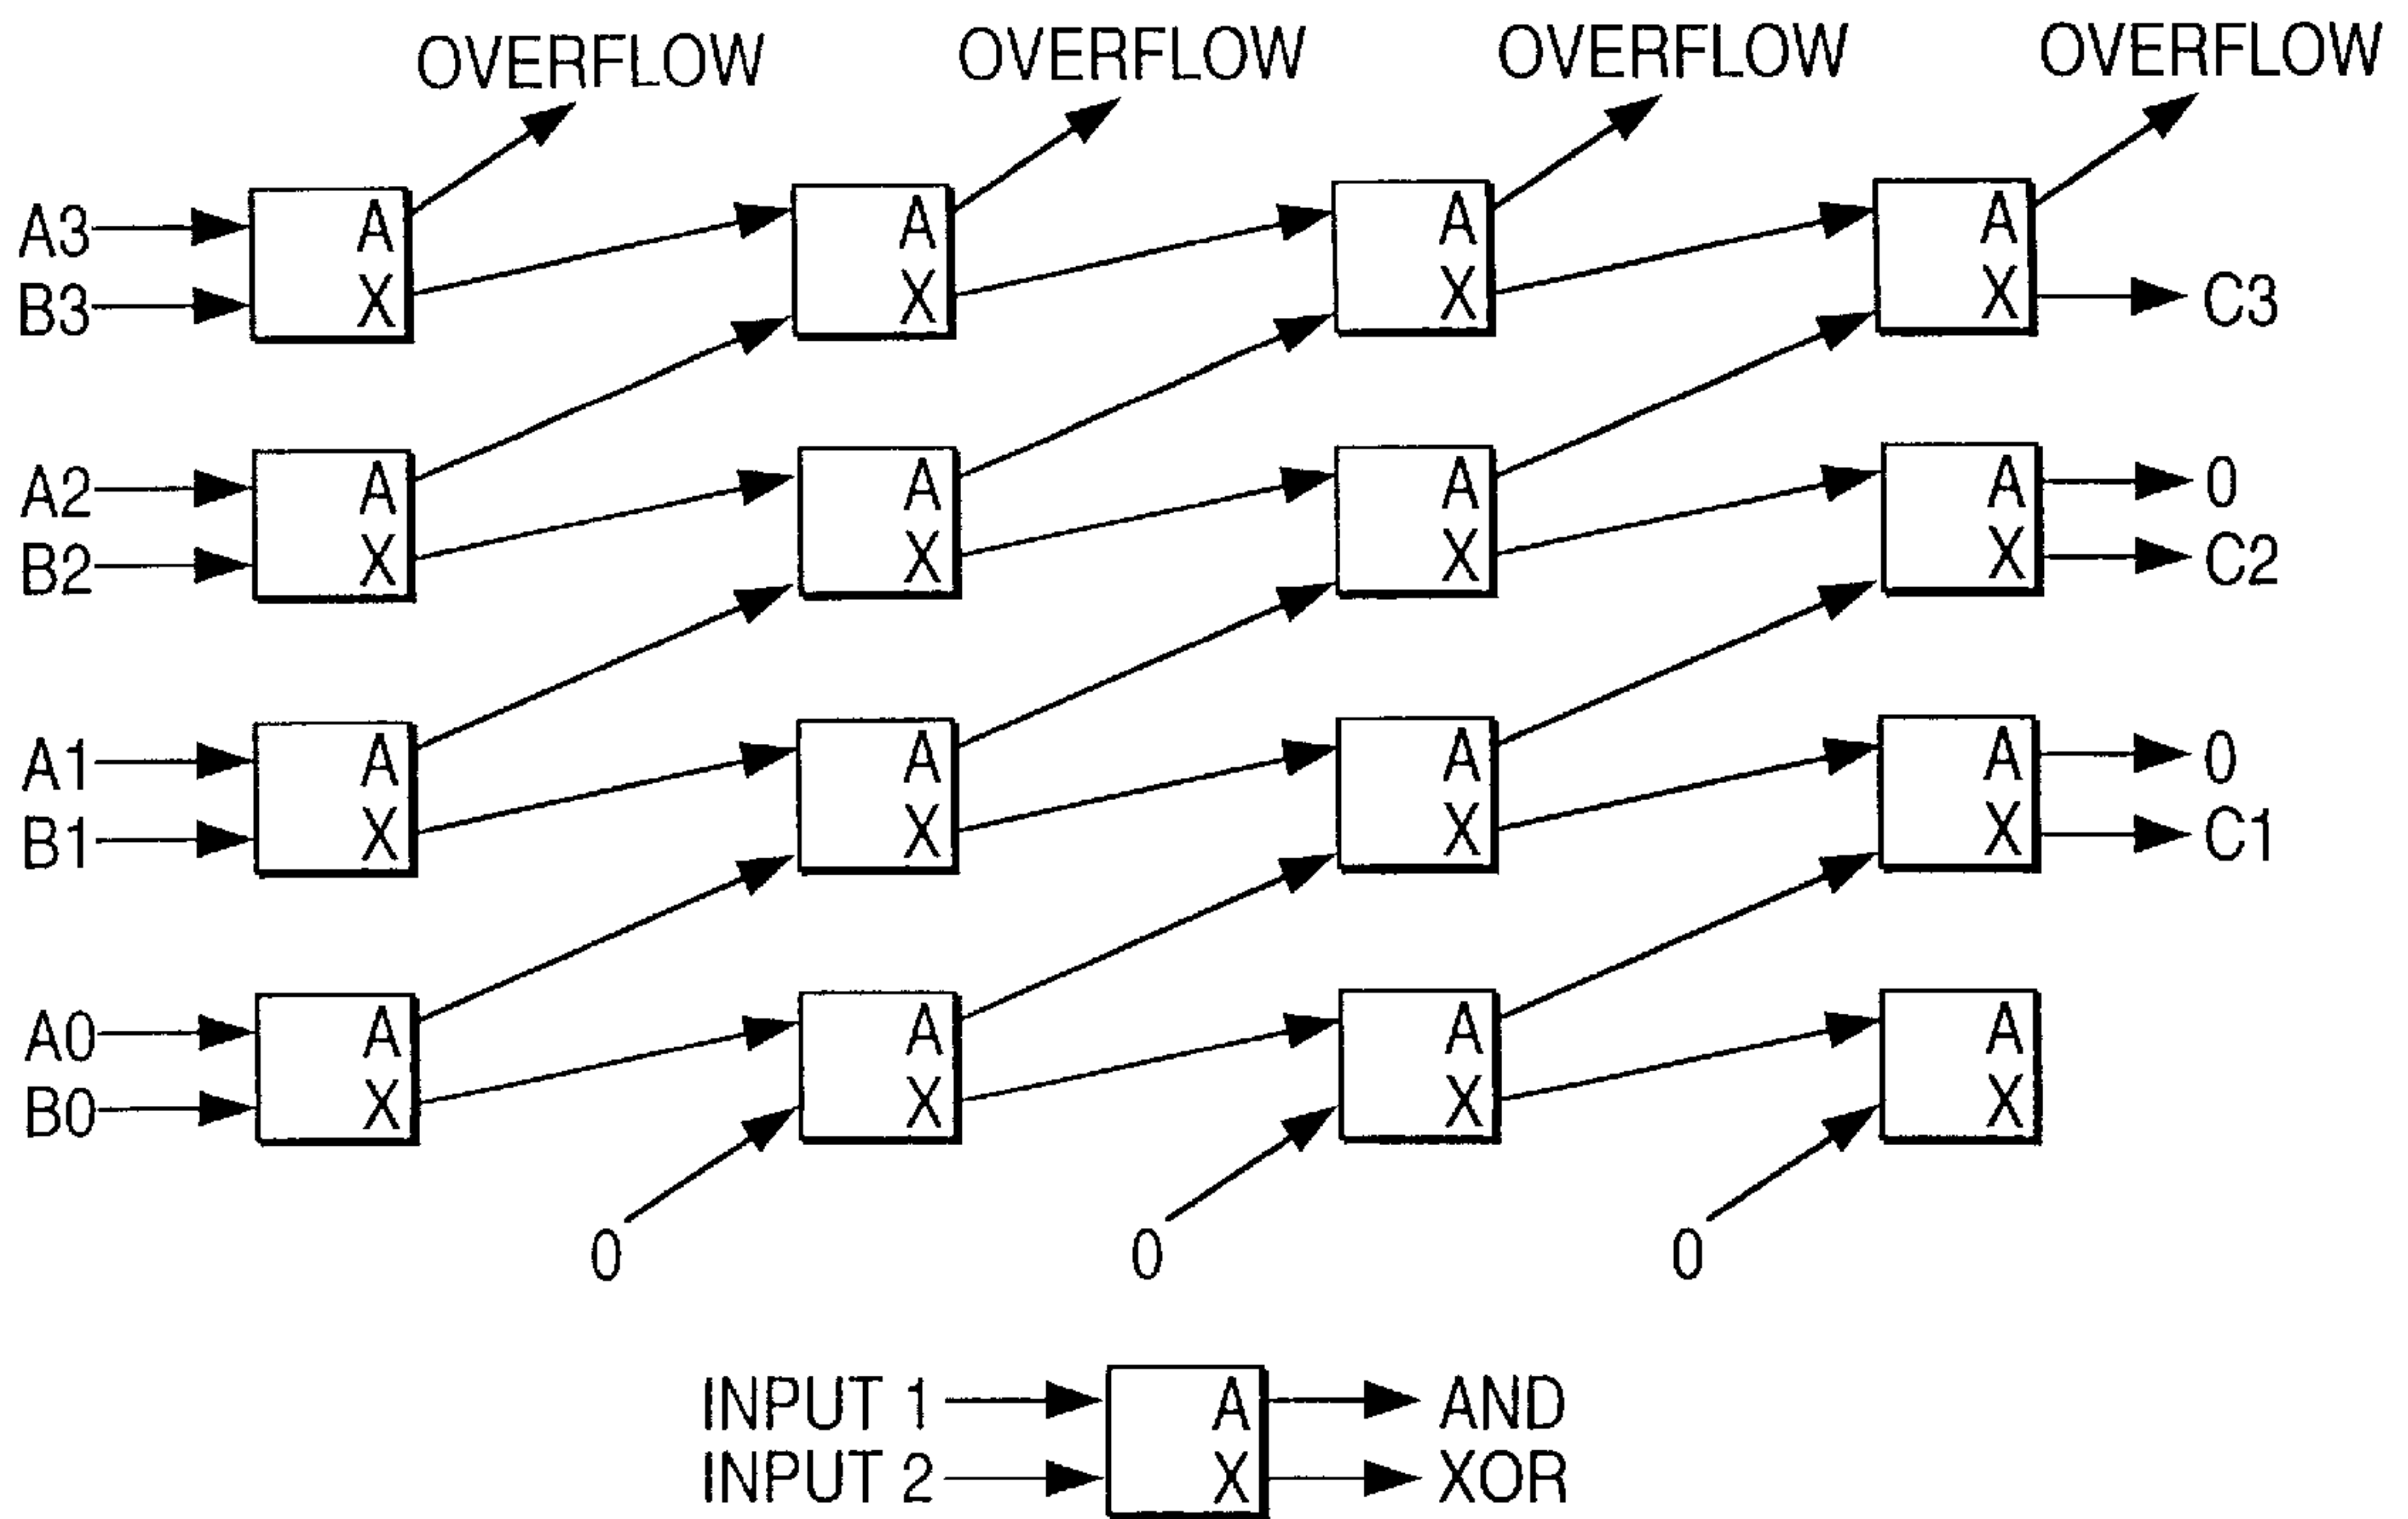 OVERFLOW OVERFLOW OVERFLOW OVERFLOW
A3 A A A A
B3 X X X X C3
A2 A A A A 0
B2 X X X X C2
A1 A A A A 0
B1 X X X X C1
A0 A A A A
B0 X X X X
0 0 0
INPUT 1 A AND
INPUT 2 X XOR